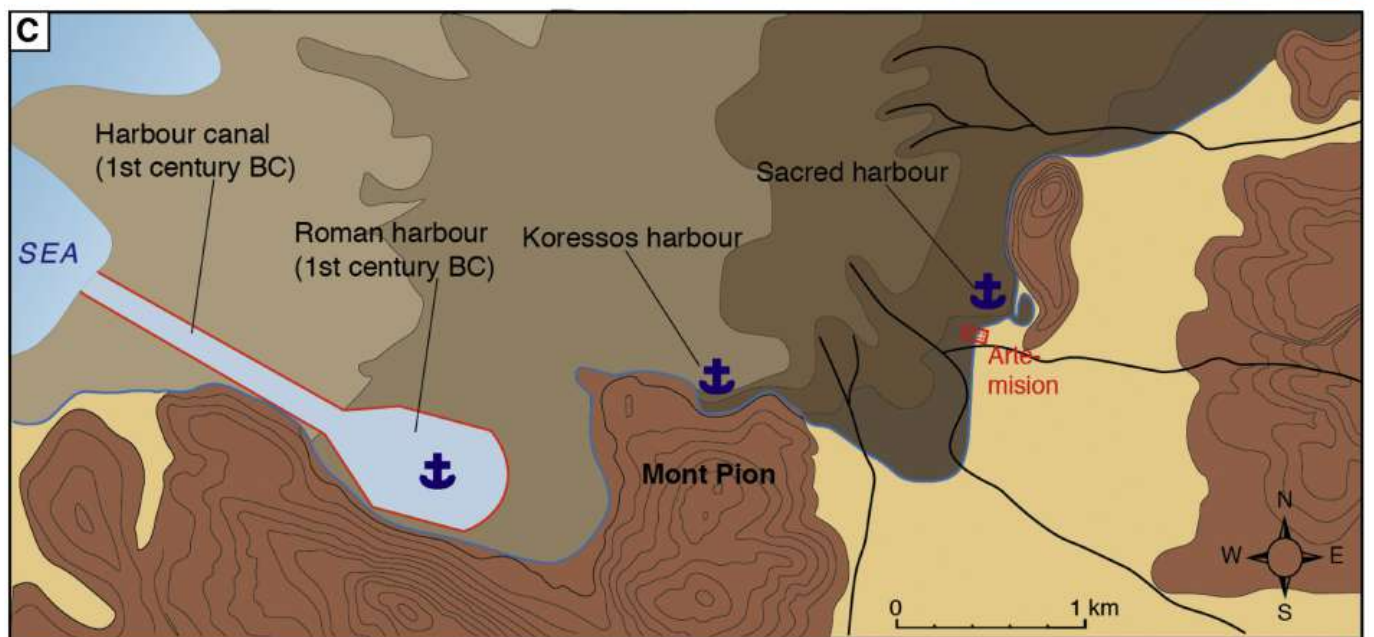 C
Harbour canal
(1st century BC)
Sacred harbour
Roman harbour
(1st century BC)
Koressos harbour
SEA
Arte-
mision
Mont Pion
N
W
E
S
0
1 km